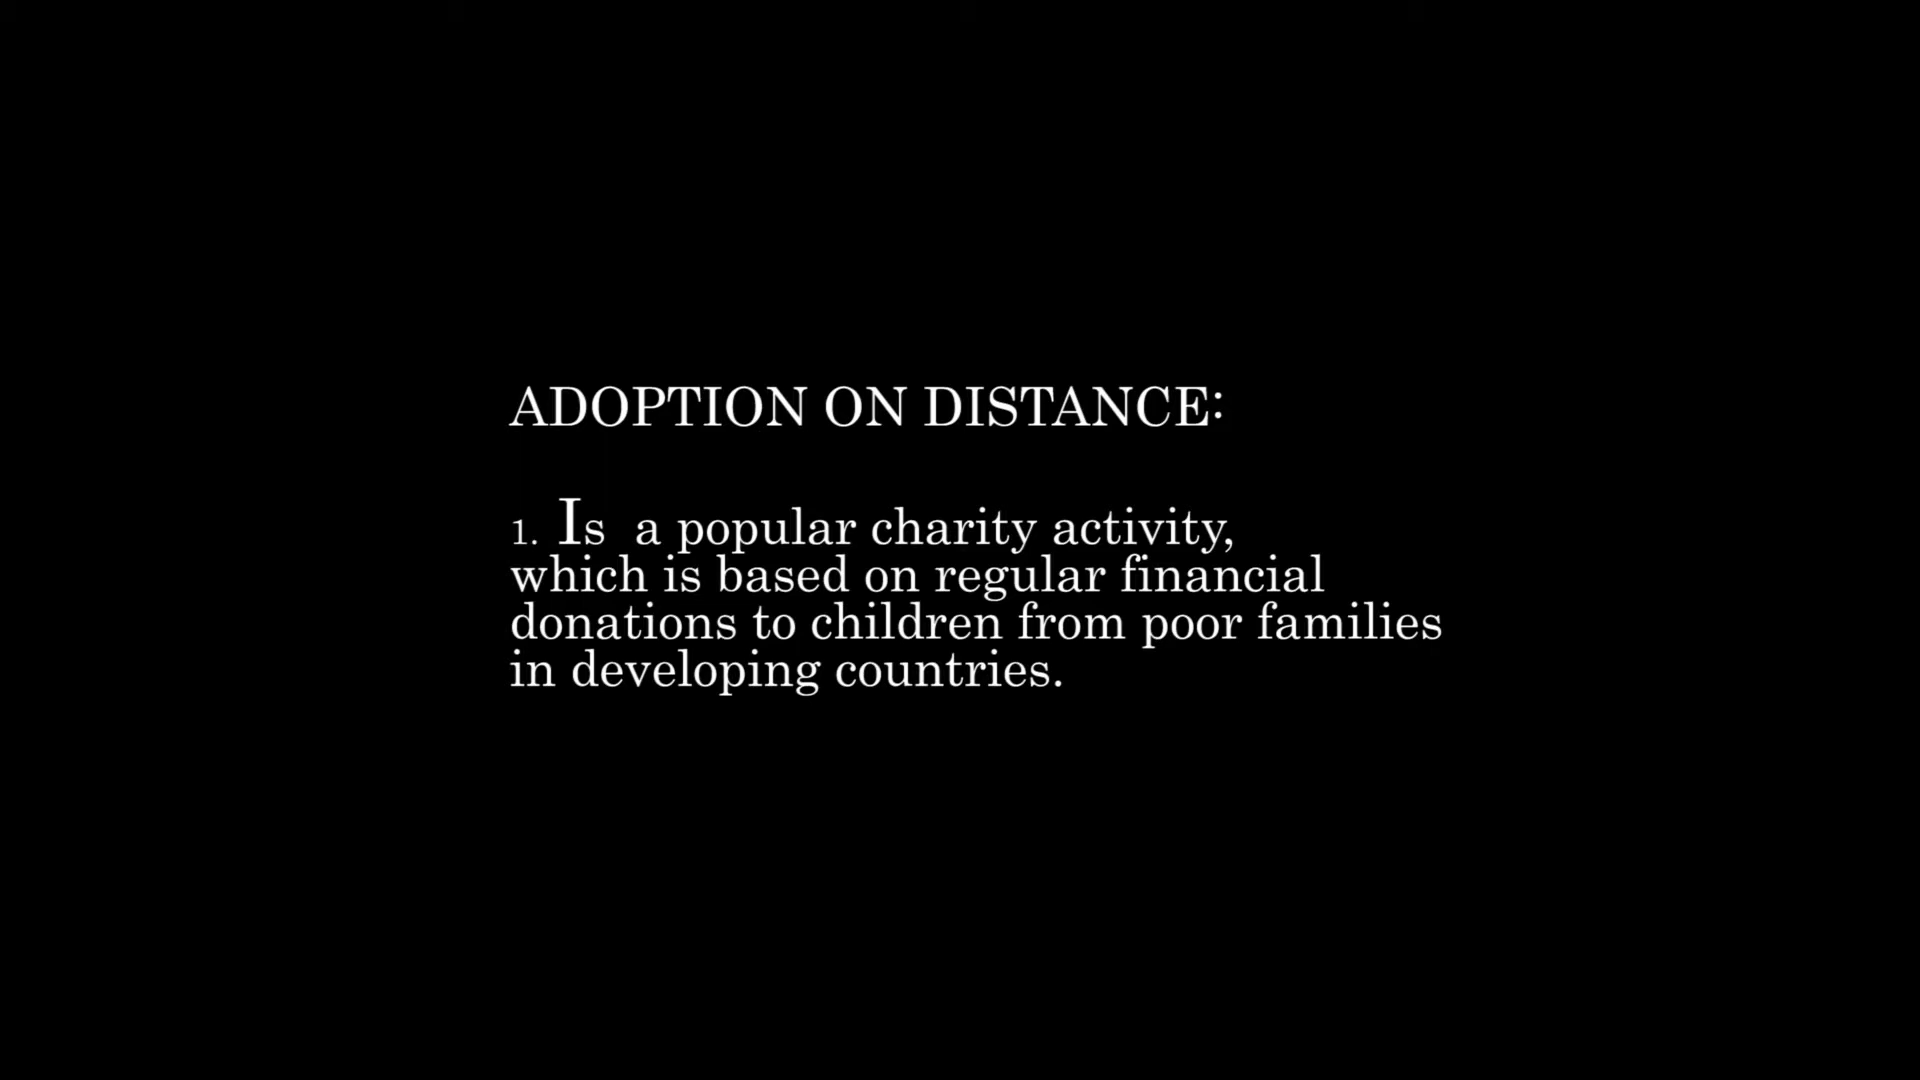 ADOPTION ON DISTANCE:
1. Is a popular charity activity,
which is based on regular financial
donations to children from poor families
in developing countries.